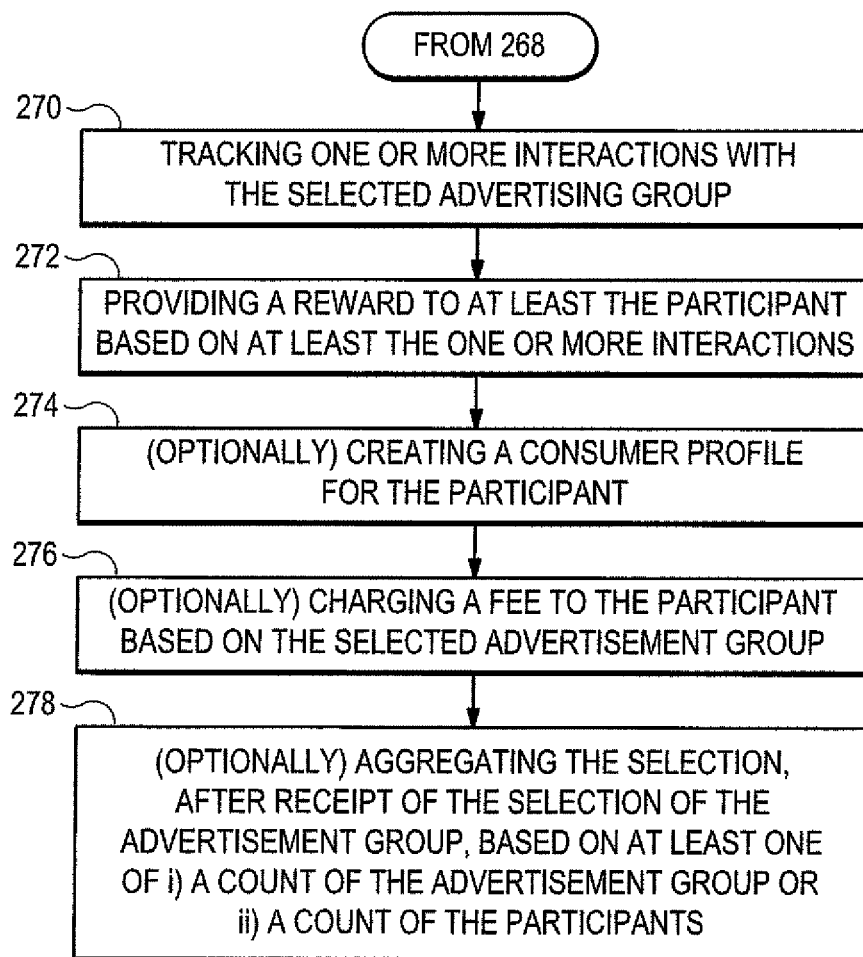 FROM 268
270
TRACKING ONE OR MORE INTERACTIONS WITH
THE SELECTED ADVERTISING GROUP
272
PROVIDING A REWARD TO AT LEAST THE PARTICIPANT
BASED ON AT LEAST THE ONE OR MORE INTERACTIONS
274
(OPTIONALLY) CREATING A CONSUMER PROFILE
FOR THE PARTICIPANT
276
(OPTIONALLY) CHARGING A FEE TO THE PARTICIPANT
BASED ON THE SELECTED ADVERTISEMENT GROUP
278
(OPTIONALLY) AGGREGATING THE SELECTION,
AFTER RECEIPT OF THE SELECTION OF THE
ADVERTISEMENT GROUP, BASED ON AT LEAST ONE
OF i) A COUNT OF THE ADVERTISEMENT GROUP OR
ii) A COUNT OF THE PARTICIPANTS